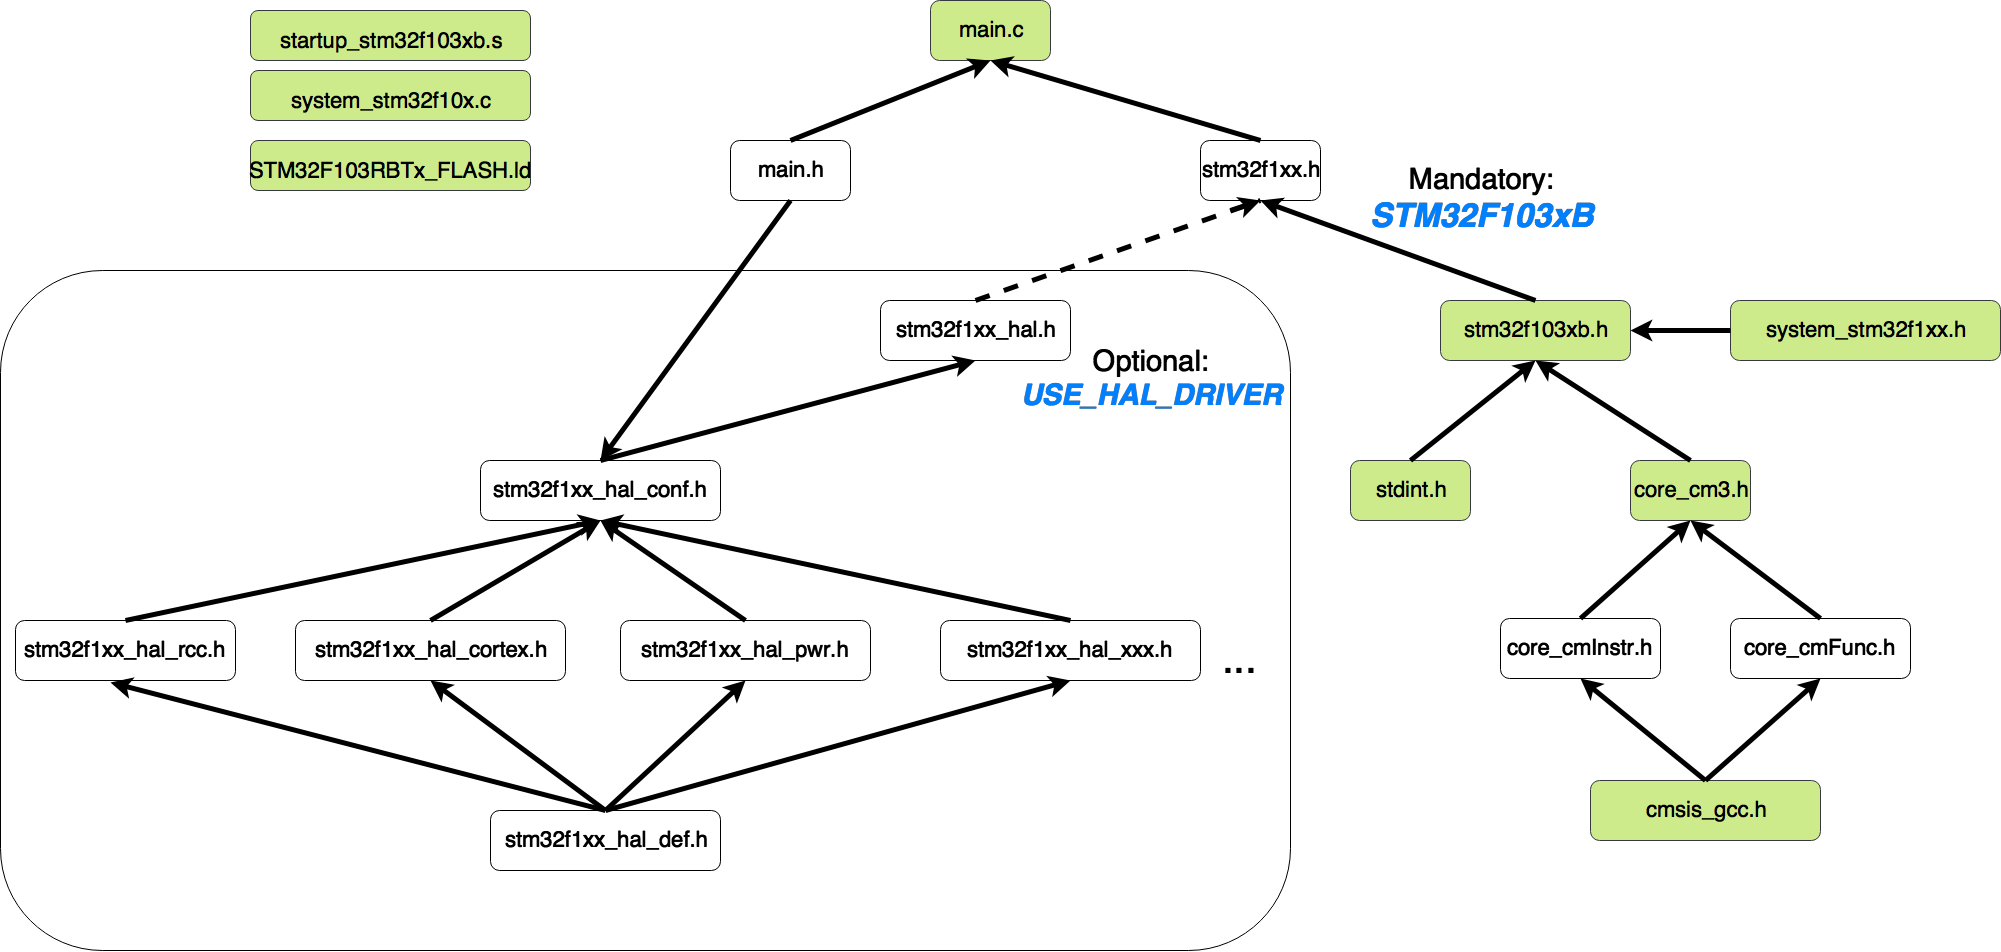 startup_stm32f103xb.s
system_stm32f10x.c
STM32F103RBTx_FLASH.ld
main.c
main.h
stm32f1xx.h
Mandatory:
STM32F103xB
stm32f1xx_hal.h
Optional:
USE_HAL_DRIVER
stm32f103xb.h
system_stm32f1xx.h
stm32f1xx_hal_conf.h
stdint.h
core_cm3.h
stm32f1xx_hal_rcc.h
stm32f1xx_hal_cortex.h
stm32f1xx_hal_pwr.h
stm32f1xx_hal_xxx.h
...
core_cmInstr.h
core_cmFunc.h
stm32f1xx_hal_def.h
cmsis_gcc.h